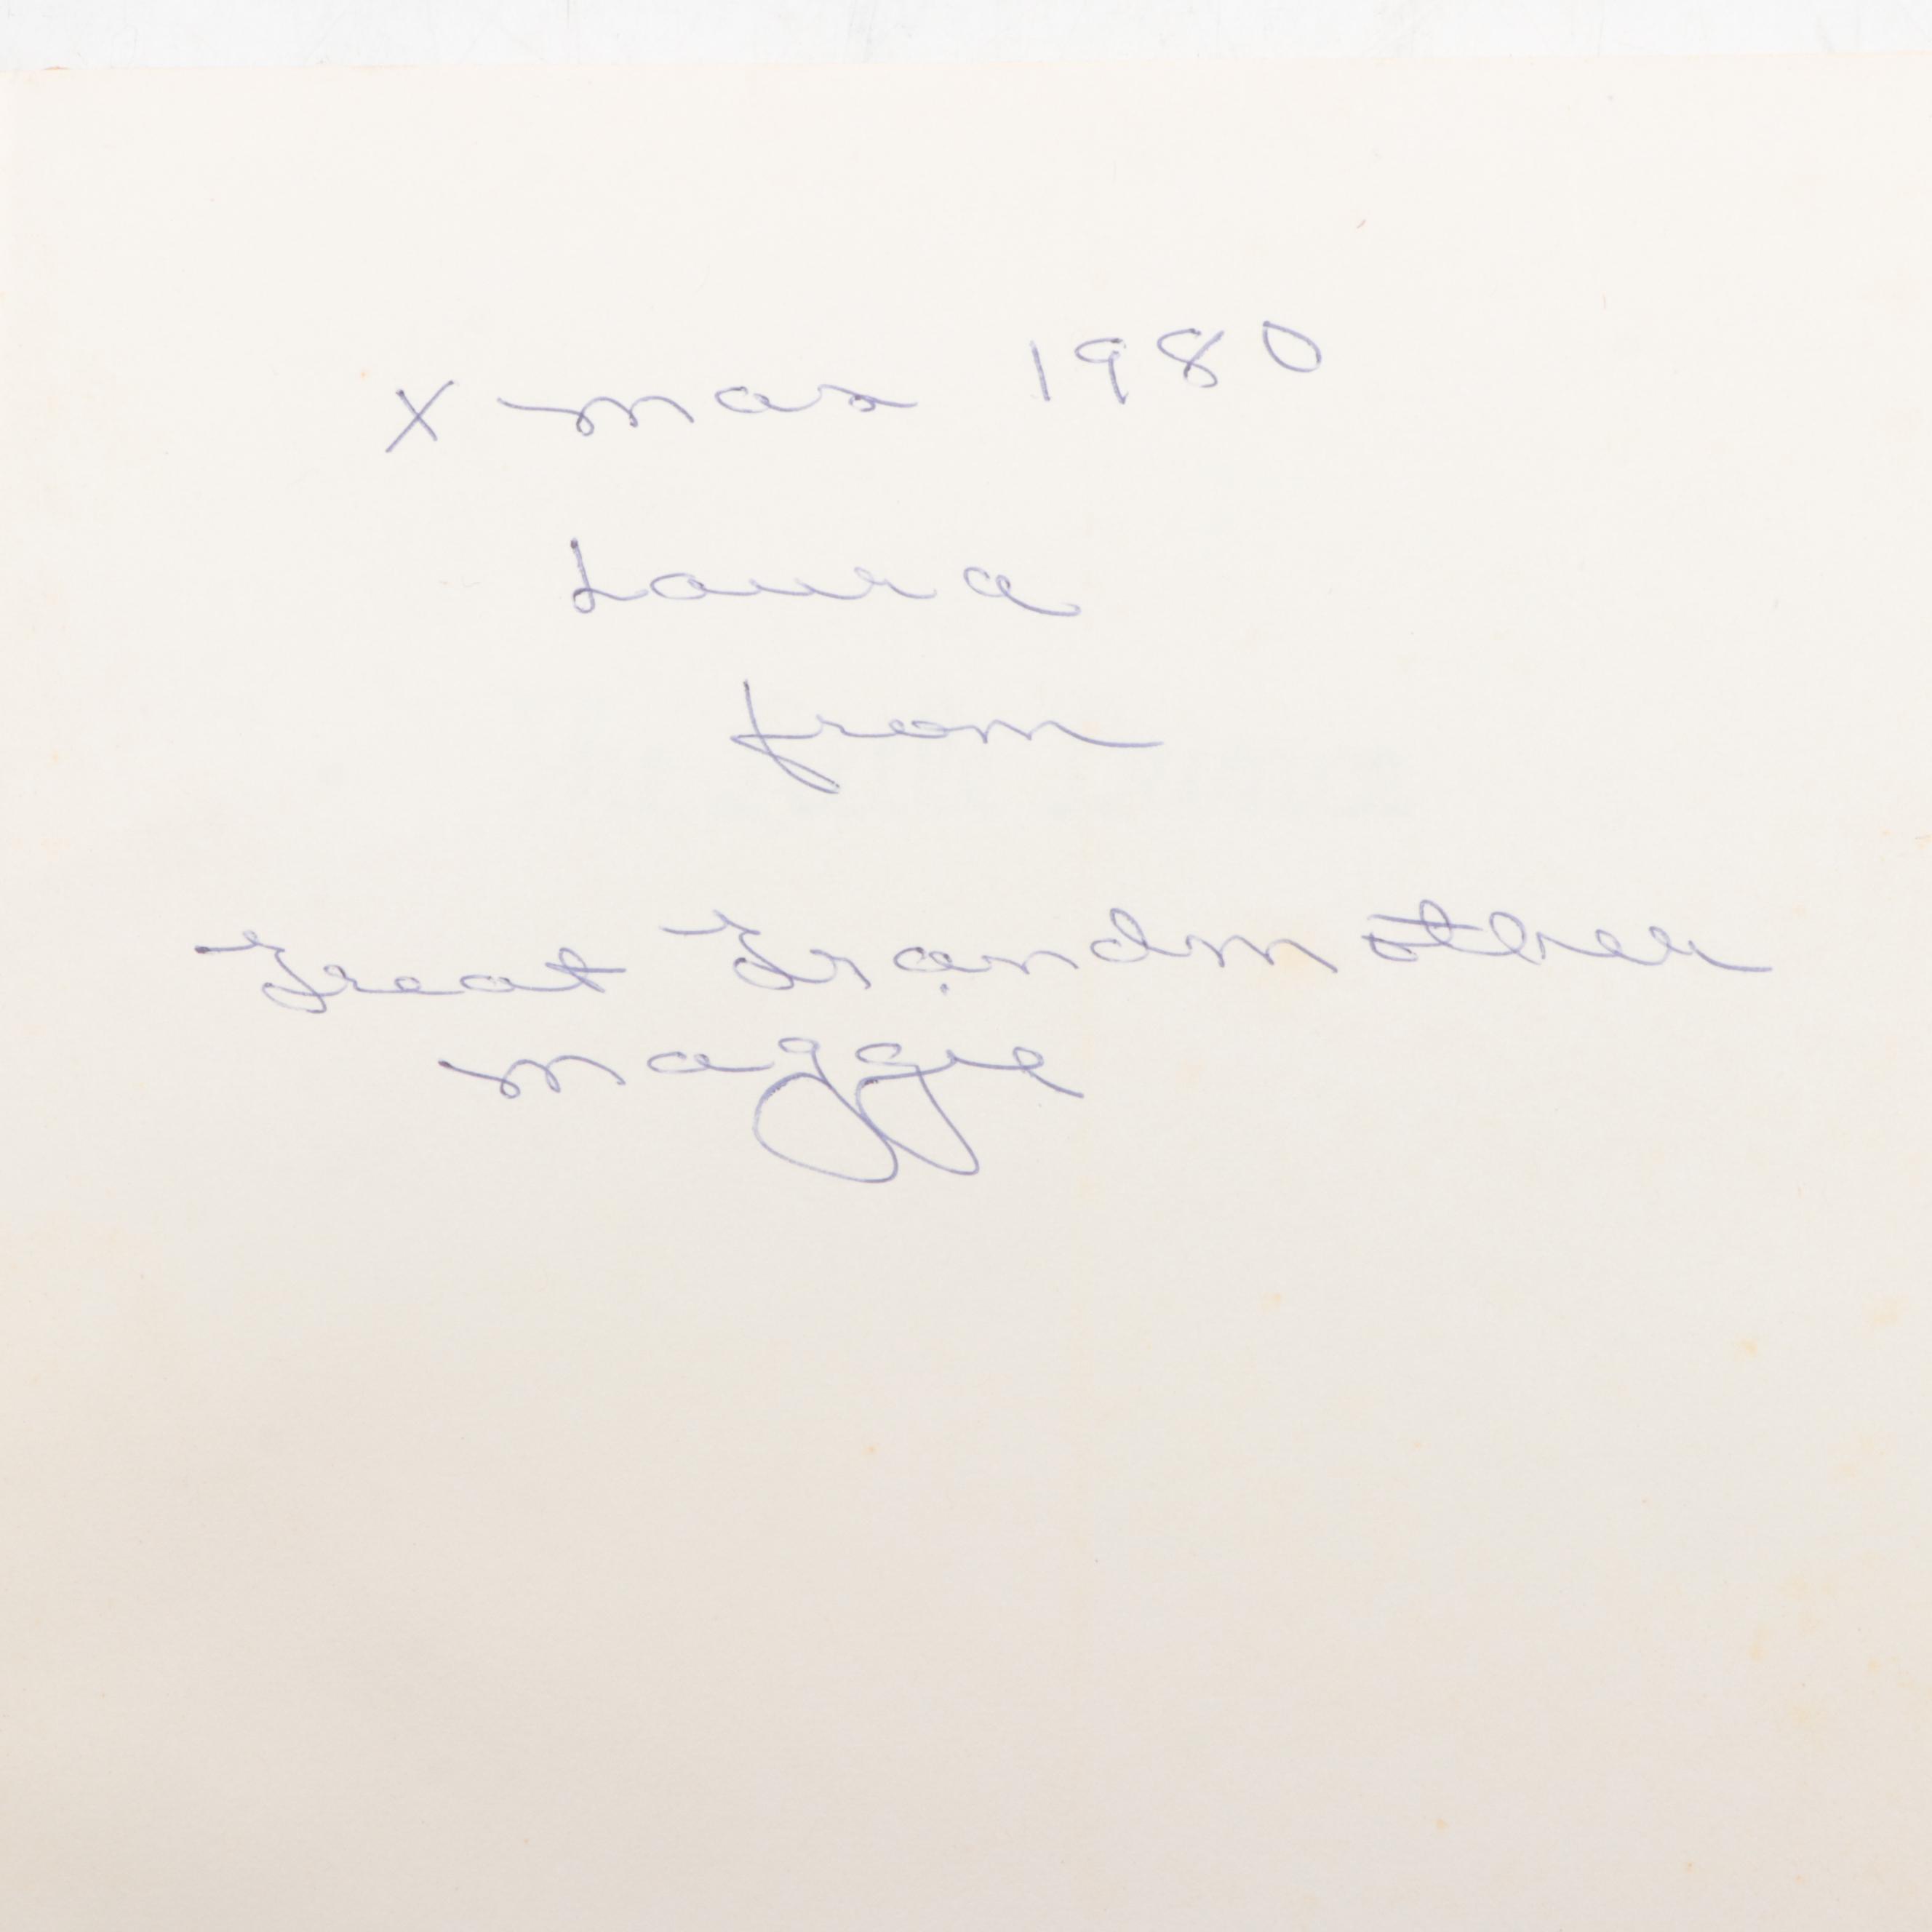 X mas 1980
Laura
from
Great Grandmother
Maggie